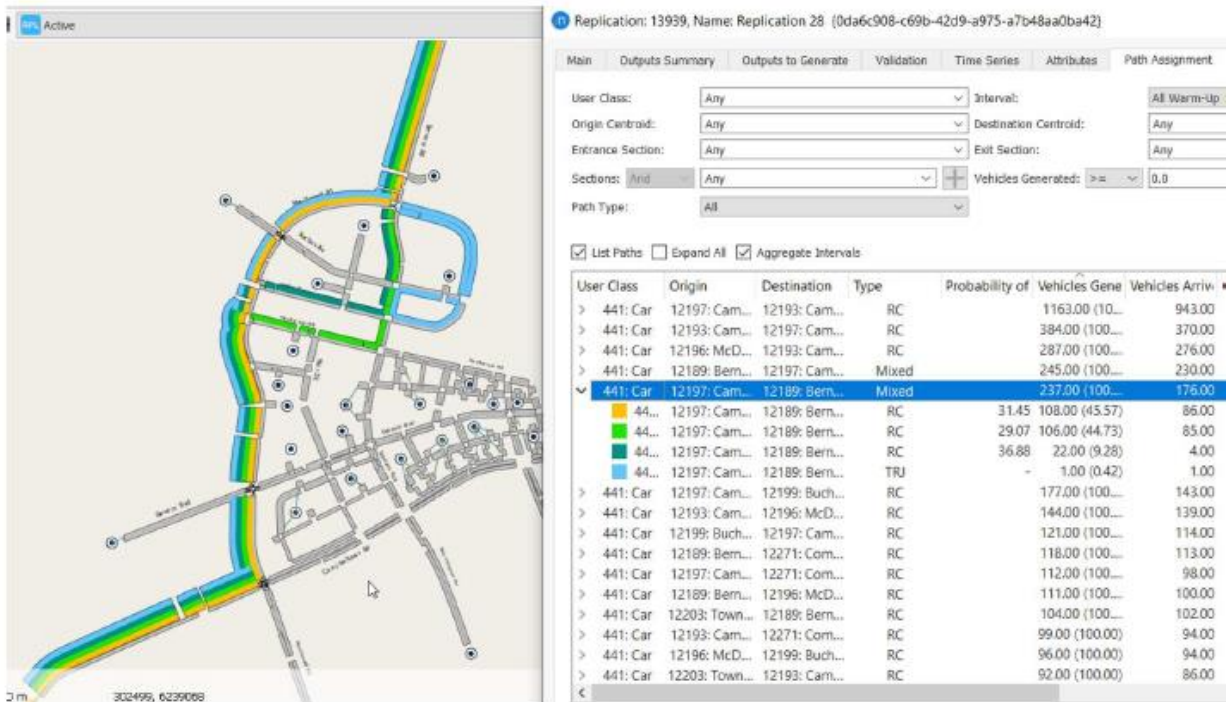 RPL Active
n Replication: 13939, Name: Replication 28 {0da6c908-c69b-42d9-a975-a7b48aa0ba42}
Main Outputs Summary Outputs to Generate Validation Time Series Attributes Path Assignment
User Class: Any Interval: All Warm-Up
Origin Centroid: Any Destination Centroid: Any
Entrance Section: Any Exit Section: Any
Sections: And Any Vehicles Generated: >= 0.0
Path Type: All
List Paths Expand All Aggregate Intervals
User Class Origin Destination Type Probability of Vehicles Gene Vehicles Arriv
> 441: Car 12197: Cam... 12193: Cam... RC 1163.00 (10.... 943.00
> 441: Car 12193: Cam... 12197: Cam... RC 384.00 (100.... 370.00
> 441: Car 12196: McD... 12193: Cam... RC 287.00 (100.... 276.00
> 441: Car 12189: Bern... 12197: Cam... Mixed 245.00 (100.... 230.00
441: Car 12197: Cam... 12189: Bern... Mixed 237.00 (100.... 176.00
44... 12197: Cam... 12189: Bern... RC 31.45 108.00 (45.57) 86.00
44... 12197: Cam... 12189: Bern... RC 29.07 106.00 (44.73) 85.00
44... 12197: Cam... 12189: Bern... RC 36.88 22.00 (9.28) 4.00
44... 12197: Cam... 12189: Bern... TRJ - 1.00 (0.42) 1.00
> 441: Car 12197: Cam... 12199: Buch... RC 177.00 (100.... 143.00
> 441: Car 12193: Cam... 12196: McD... RC 144.00 (100.... 139.00
> 441: Car 12199: Buch... 12197: Cam... RC 121.00 (100.... 114.00
> 441: Car 12189: Bern... 12271: Com... RC 118.00 (100.... 113.00
> 441: Car 12197: Cam... 12271: Com... RC 112.00 (100.... 98.00
> 441: Car 12189: Bern... 12196: McD... RC 111.00 (100.... 100.00
> 441: Car 12203: Town... 12189: Bern... RC 104.00 (100.... 102.00
> 441: Car 12193: Cam... 12271: Com... RC 99.00 (100.00) 94.00
> 441: Car 12196: McD... 12199: Buch... RC 96.00 (100.00) 94.00
> 441: Car 12203: Town... 12193: Cam... RC 92.00 (100.00) 86.00
302499, 6239068